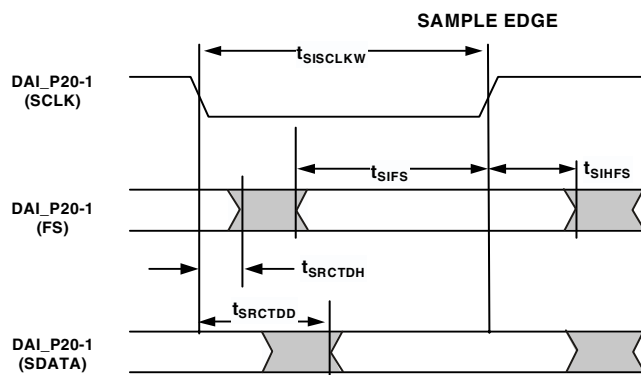 SAMPLE EDGE
tSISCLKW
DAI_P20-1
(SCLK)
tSIFS
tSIHFS
DAI_P20-1
(FS)
tSRCTDH
tSRCTDD
DAI_P20-1
(SDATA)